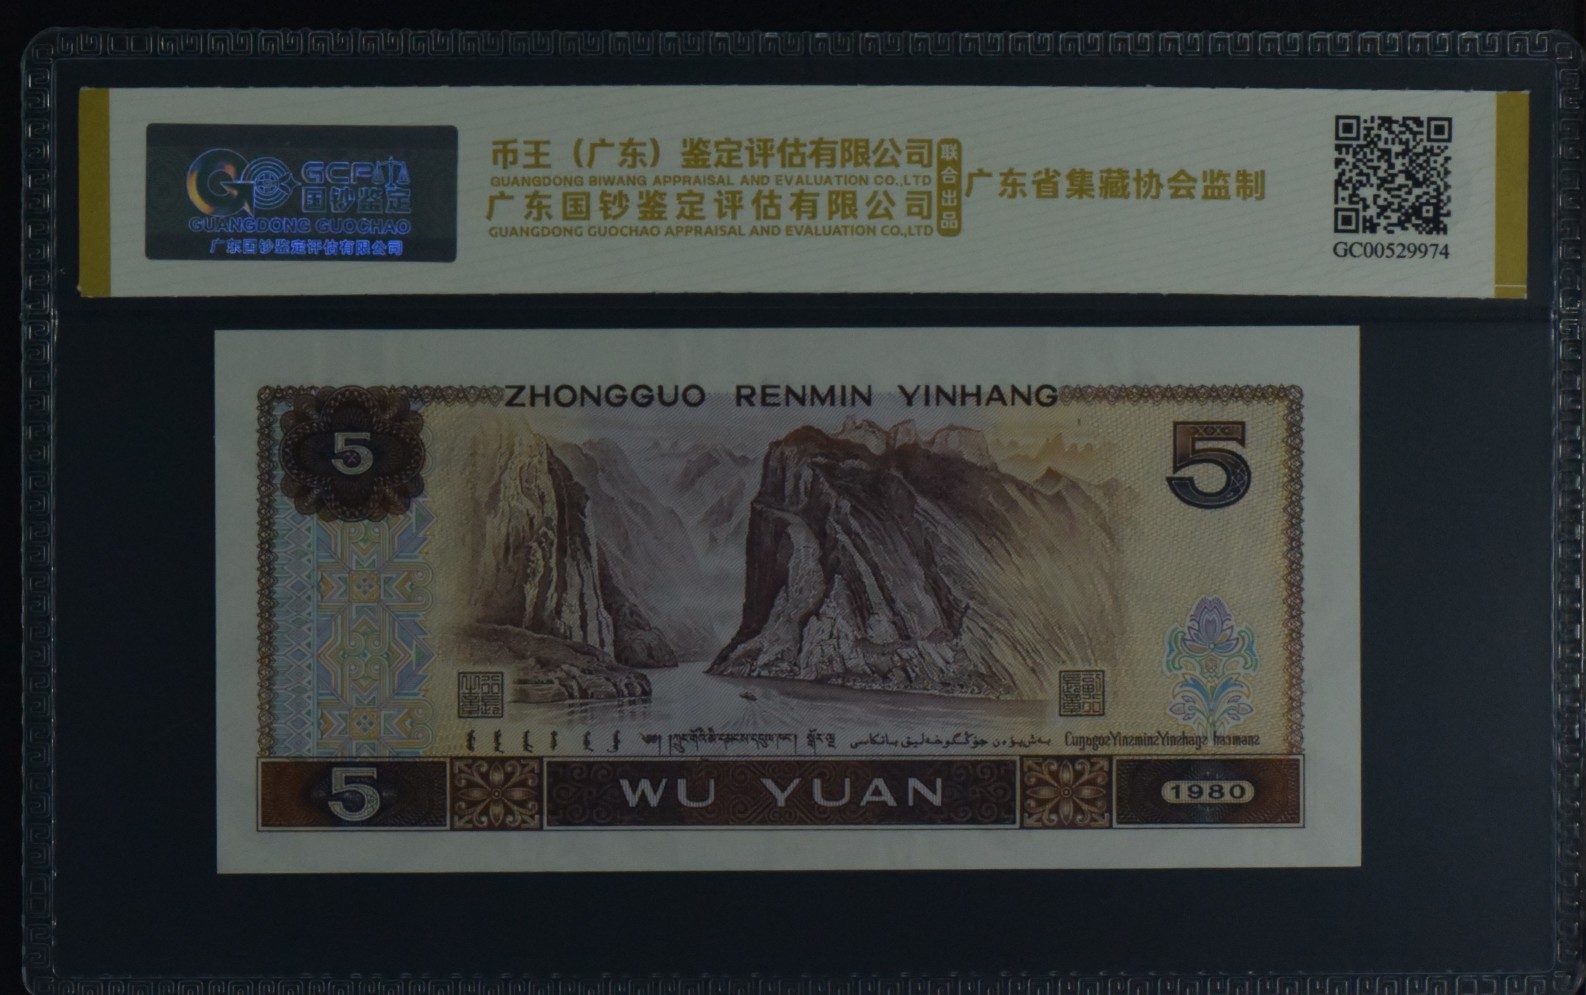 GCF
国钞鉴定
GUANGDONG GUOCHAO
广东国钞鉴定评估有限公司
币王（广东）鉴定评估有限公司
GUANGDONG BIWANG APPRAISAL AND EVALUATION CO.,LTD
广东国钞鉴定评估有限公司
GUANGDONG GUOCHAO APPRAISAL AND EVALUATION CO.,LTD
联合出品
广东省集藏协会监制
GC00529974
ZHONGGUO RENMIN YINHANG
5
5
Cuŋƅgoƨ Yinzminz Yinzhangz
5
WU YUAN
1980